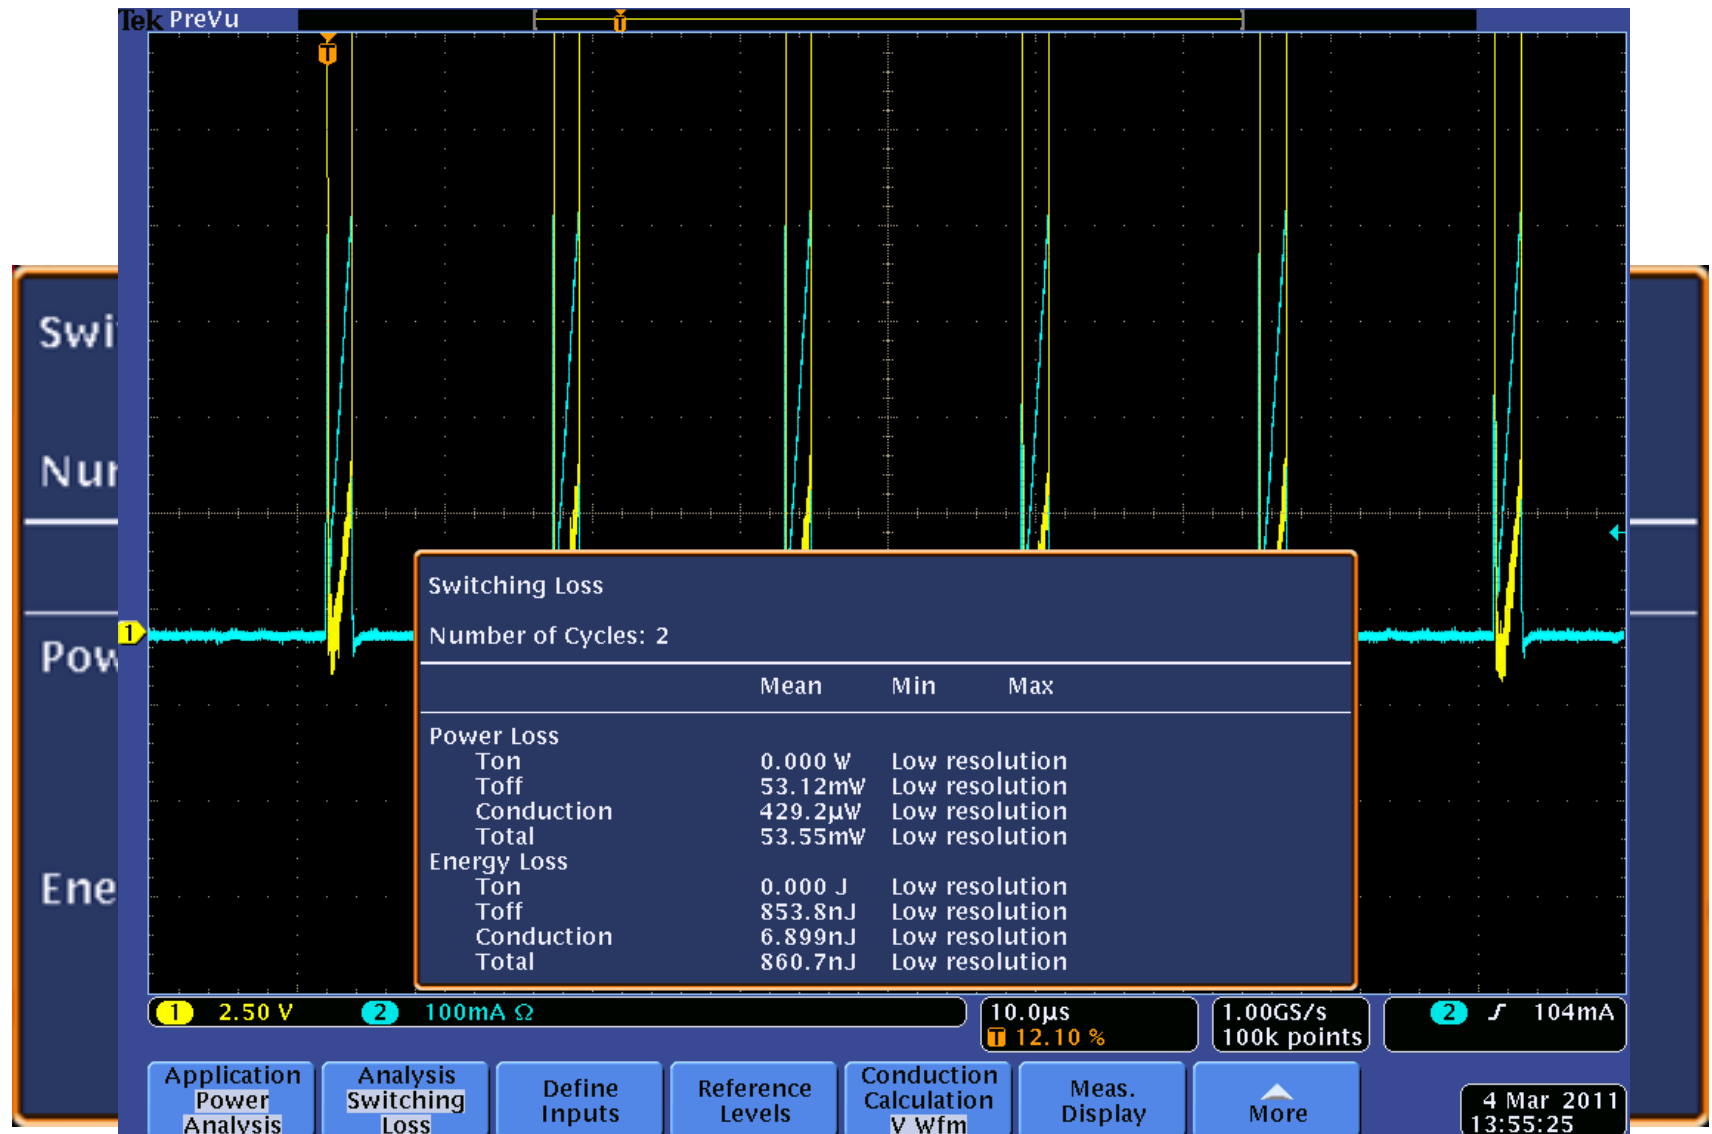 Tek PreVu
T
T
Swi
Nur
Pow
Ene
1
Switching Loss
Number of Cycles: 2
Mean Min Max
Power Loss
Ton 0.000 W Low resolution
Toff 53.12mW Low resolution
Conduction 429.2µW Low resolution
Total 53.55mW Low resolution
Energy Loss
Ton 0.000 J Low resolution
Toff 853.8nJ Low resolution
Conduction 6.899nJ Low resolution
Total 860.7nJ Low resolution
1 2.50 V 2 100mA Ω 10.0µs 1.00GS/s 2 104mA
T 12.10 % 100k points
Application Analysis Define Reference Conduction Meas. More
Power Switching Inputs Levels Calculation Display
Analysis Loss V Wfm
4 Mar 2011
13:55:25